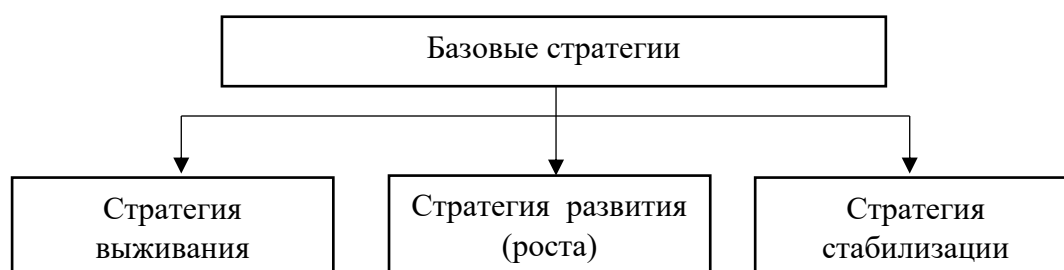 Базовые стратегии
Стратегия
выживания
Стратегия развития
(роста)
Стратегия
стабилизации